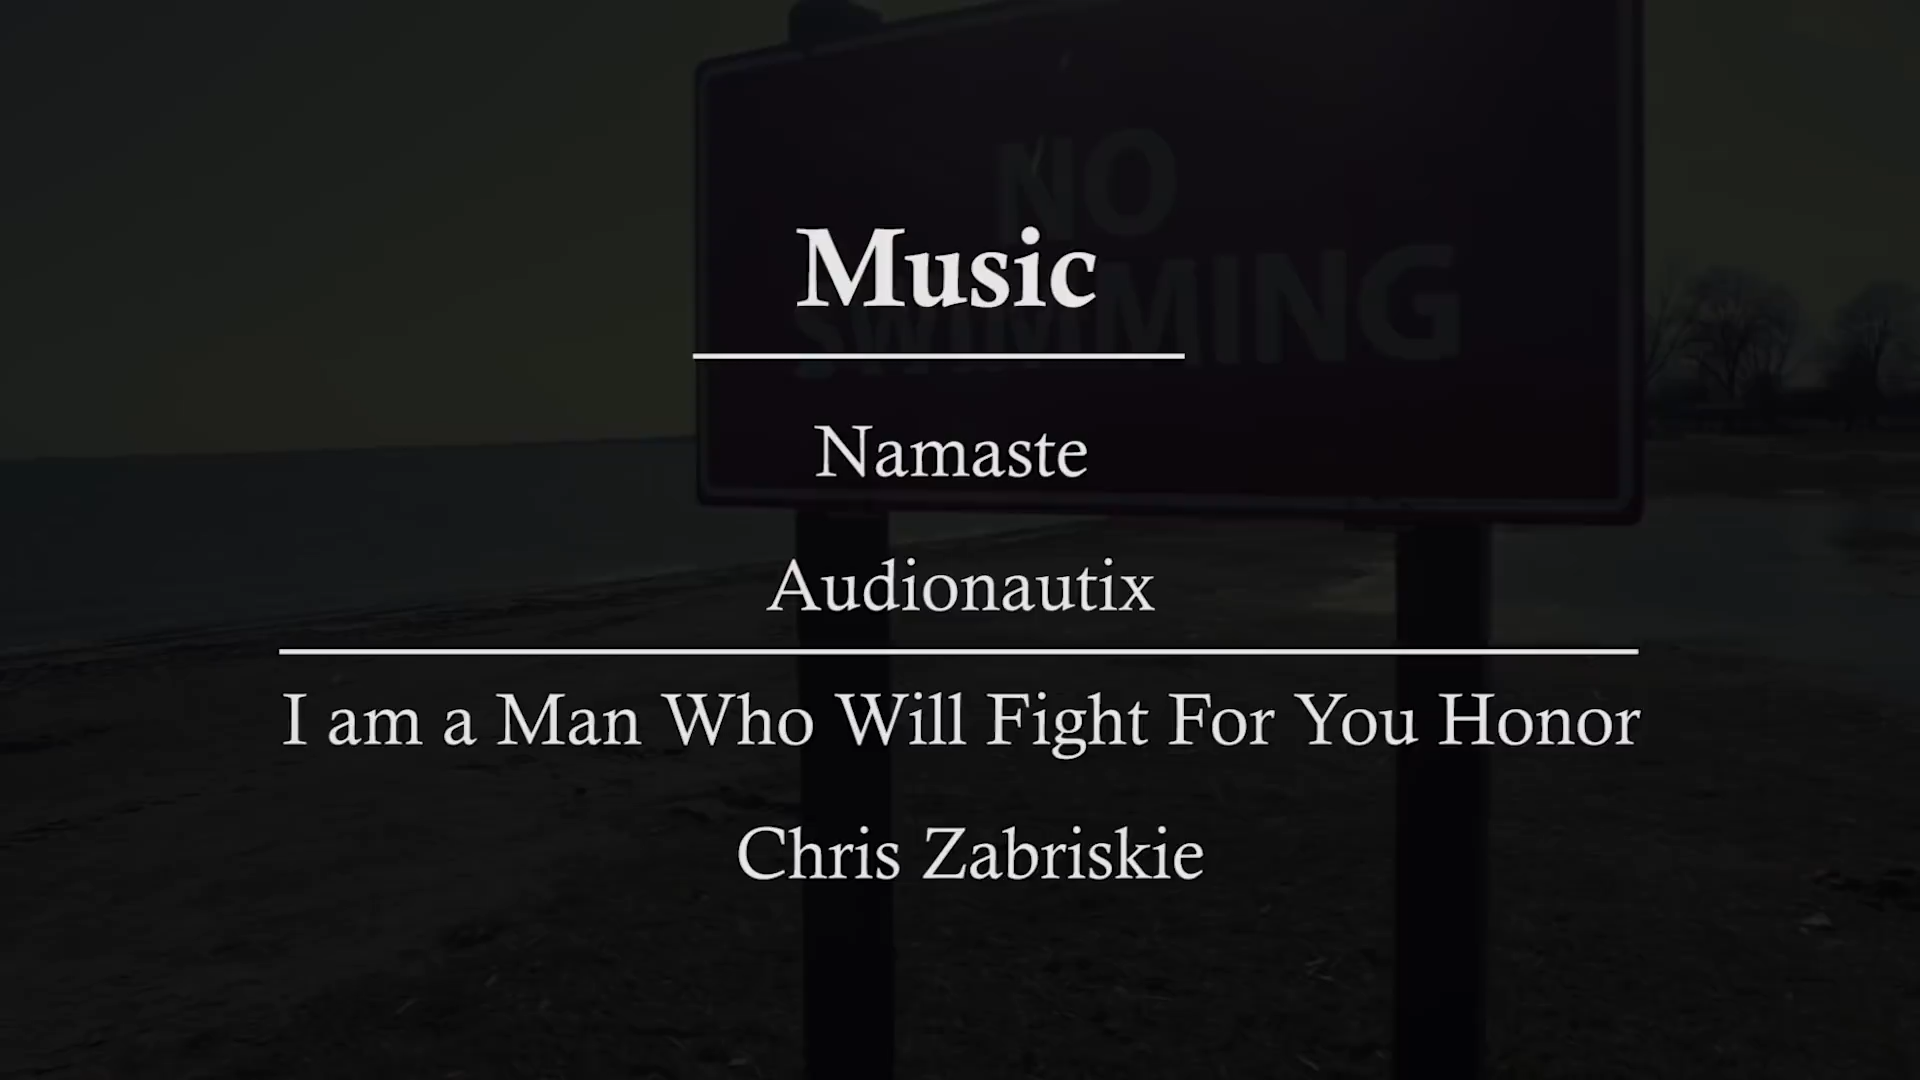 NO
SWIMMING
Music
Namaste
Audionautix
I am a Man Who Will Fight For You Honor
Chris Zabriskie